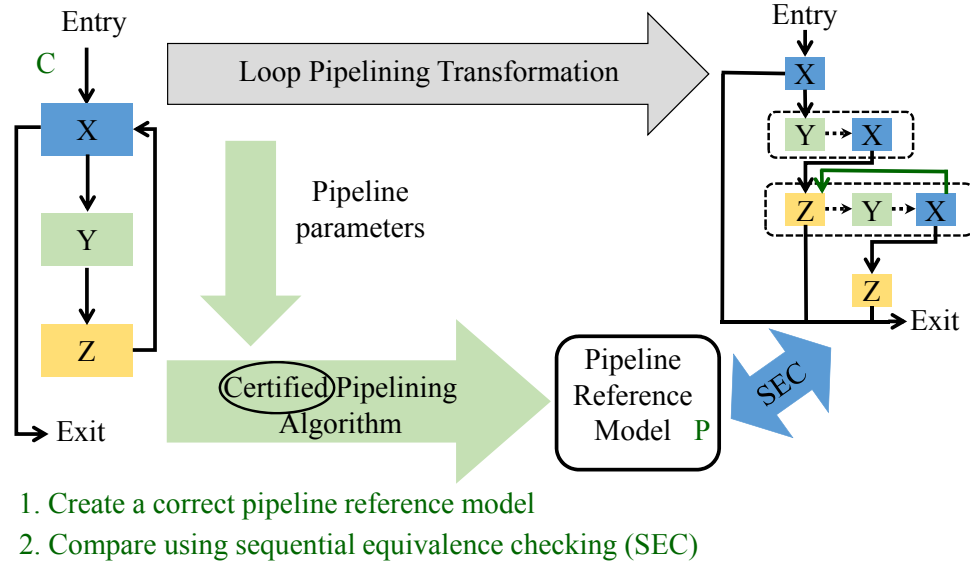 Entry
C
X
Y
Z
Exit
Loop Pipelining Transformation
Pipeline
parameters
Certified Pipelining
Algorithm
Pipeline
Reference
Model P
SEC
Entry
X
Y X
Z Y X
Z
Exit
1. Create a correct pipeline reference model
2. Compare using sequential equivalence checking (SEC)